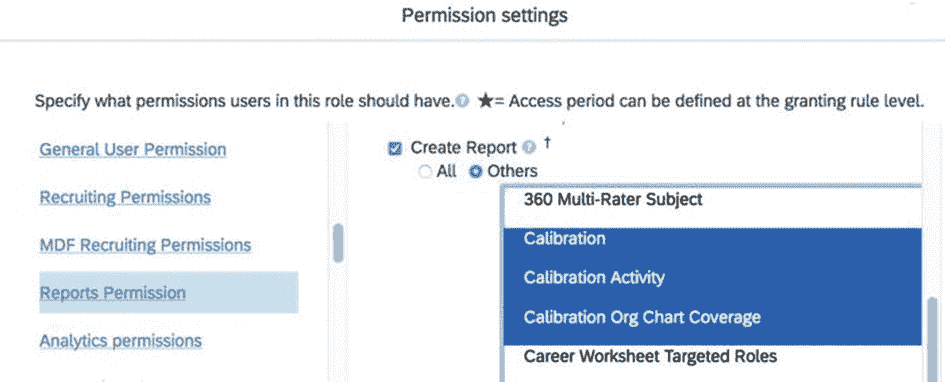 Permission settings
Specify what permissions users in this role should have. ★= Access period can be defined at the granting rule level.
General User Permission
Recruiting Permissions
MDF Recruiting Permissions
Reports Permission
Analytics permissions
Create Report ? †
All Others
360 Multi-Rater Subject
Calibration
Calibration Activity
Calibration Org Chart Coverage
Career Worksheet Targeted Roles